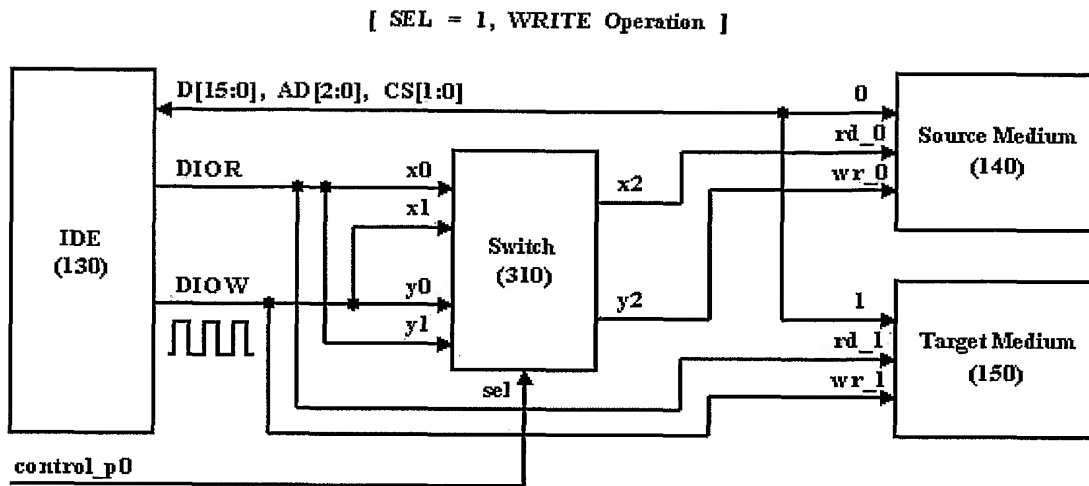 [ SEL = 1, WRITE Operation ]
D[15:0], AD[2:0], CS[1:0]
0
rd_0
Source Medium
(140)
wr_0
DIOR
x0
x1
x2
IDE
(130)
Switch
(310)
DIOW
y0
y1
y2
1
rd_1
Target Medium
(150)
wr_1
sel
control_p0